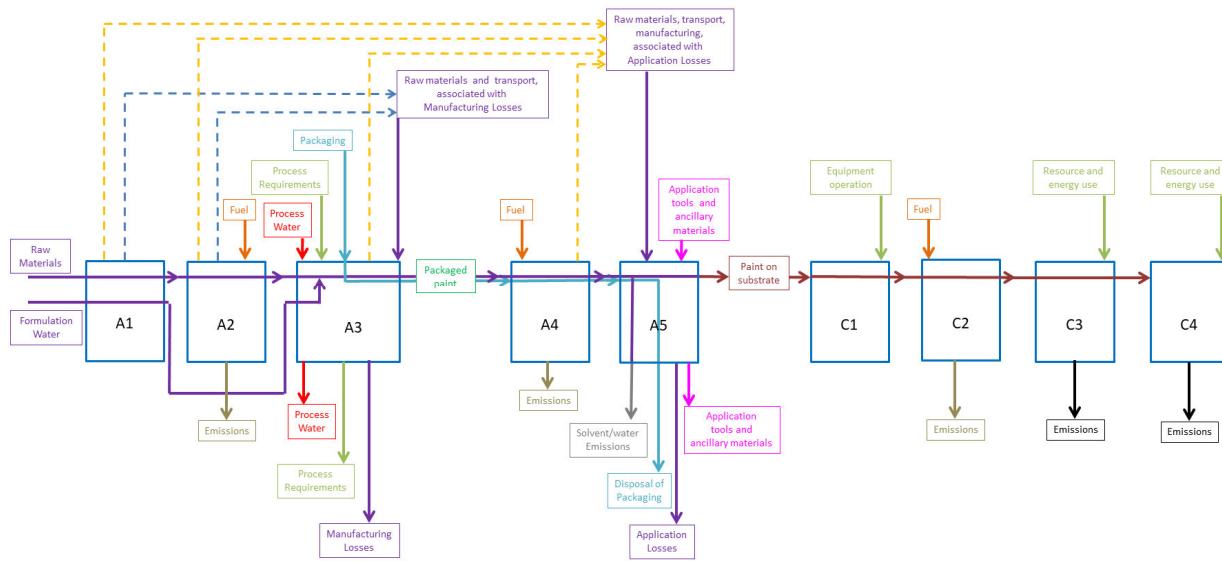 Raw materials, transport,
manufacturing,
associated with
Application Losses
Raw materials and transport,
associated with
Manufacturing Losses
Packaging
Process
Requirements
Equipment
operation
Resource and
energy use
Resource and
energy use
Fuel
Process
Water
Fuel
Application
tools and
ancillary
materials
Fuel
Raw
Materials
Packaged
paint
Paint on
substrate
Formulation
Water
A1
A2
A3
A4
A5
C1
C2
C3
C4
Emissions
Process
Water
Emissions
Solvent/water
Emissions
Application
tools and
ancillary materials
Emissions
Emissions
Emissions
Process
Requirements
Disposal of
Packaging
Manufacturing
Losses
Application
Losses